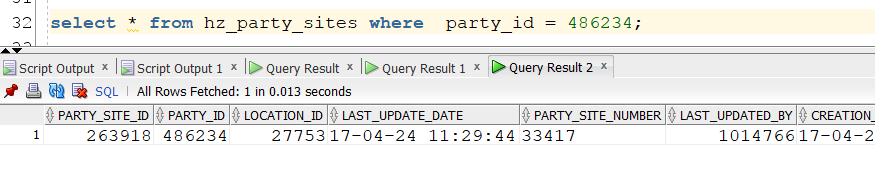 32 select * from hz_party_sites where party_id = 486234;
Script Output × Script Output 1 × Query Result × Query Result 1 × Query Result 2 ×
SQL | All Rows Fetched: 1 in 0.013 seconds
PARTY_SITE_ID PARTY_ID LOCATION_ID LAST_UPDATE_DATE PARTY_SITE_NUMBER LAST_UPDATED_BY CREATION_
1 263918 486234 27753 17-04-24 11:29:44 33417 1014766 17-04-2